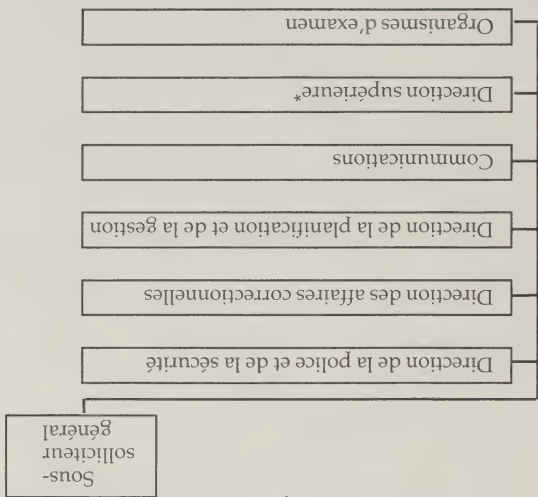 Sous-
solliciteur
général
Direction de la police et de la sécurité
Direction des affaires correctionnelles
Direction de la planification et de la gestion
Communications
Direction supérieure*
Organismes d'examen